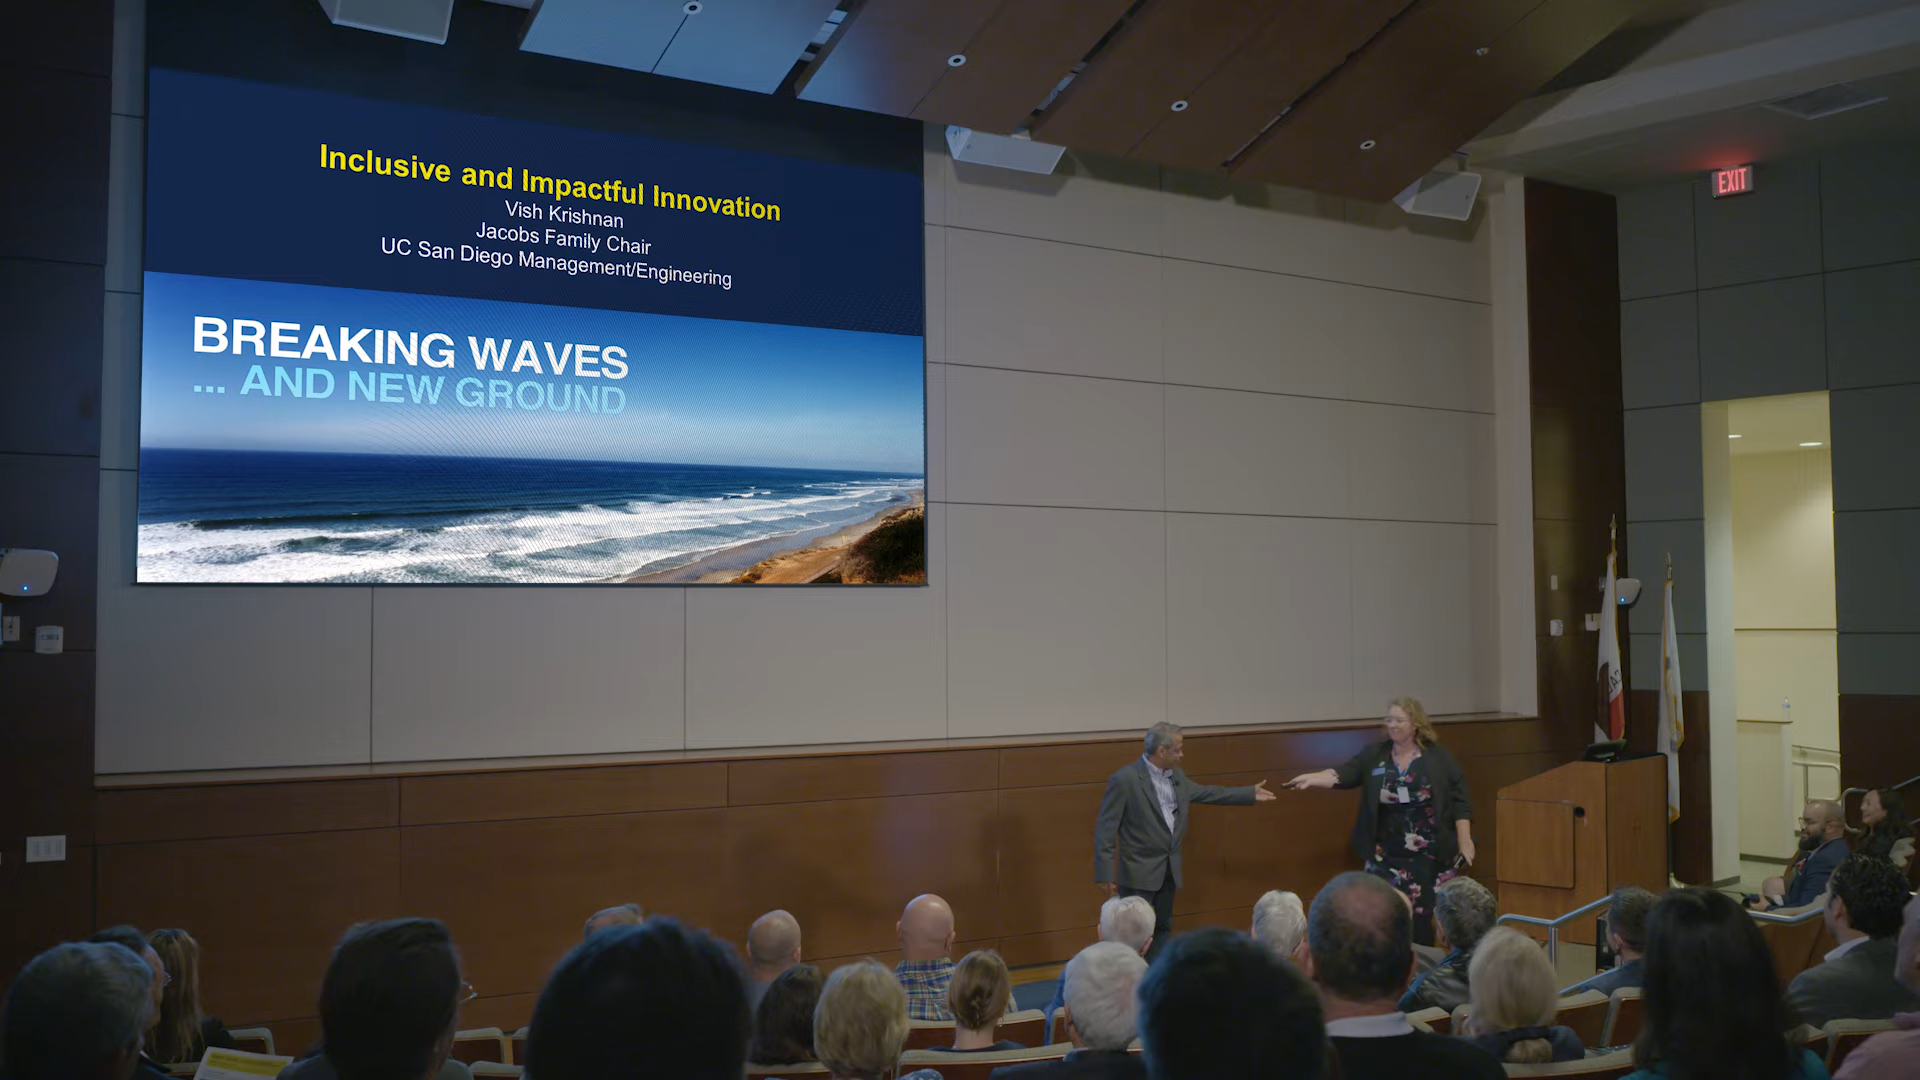 Inclusive and Impactful Innovation
Vish Krishnan
Jacobs Family Chair
UC San Diego Management/Engineering
BREAKING WAVES
... AND NEW GROUND
EXIT